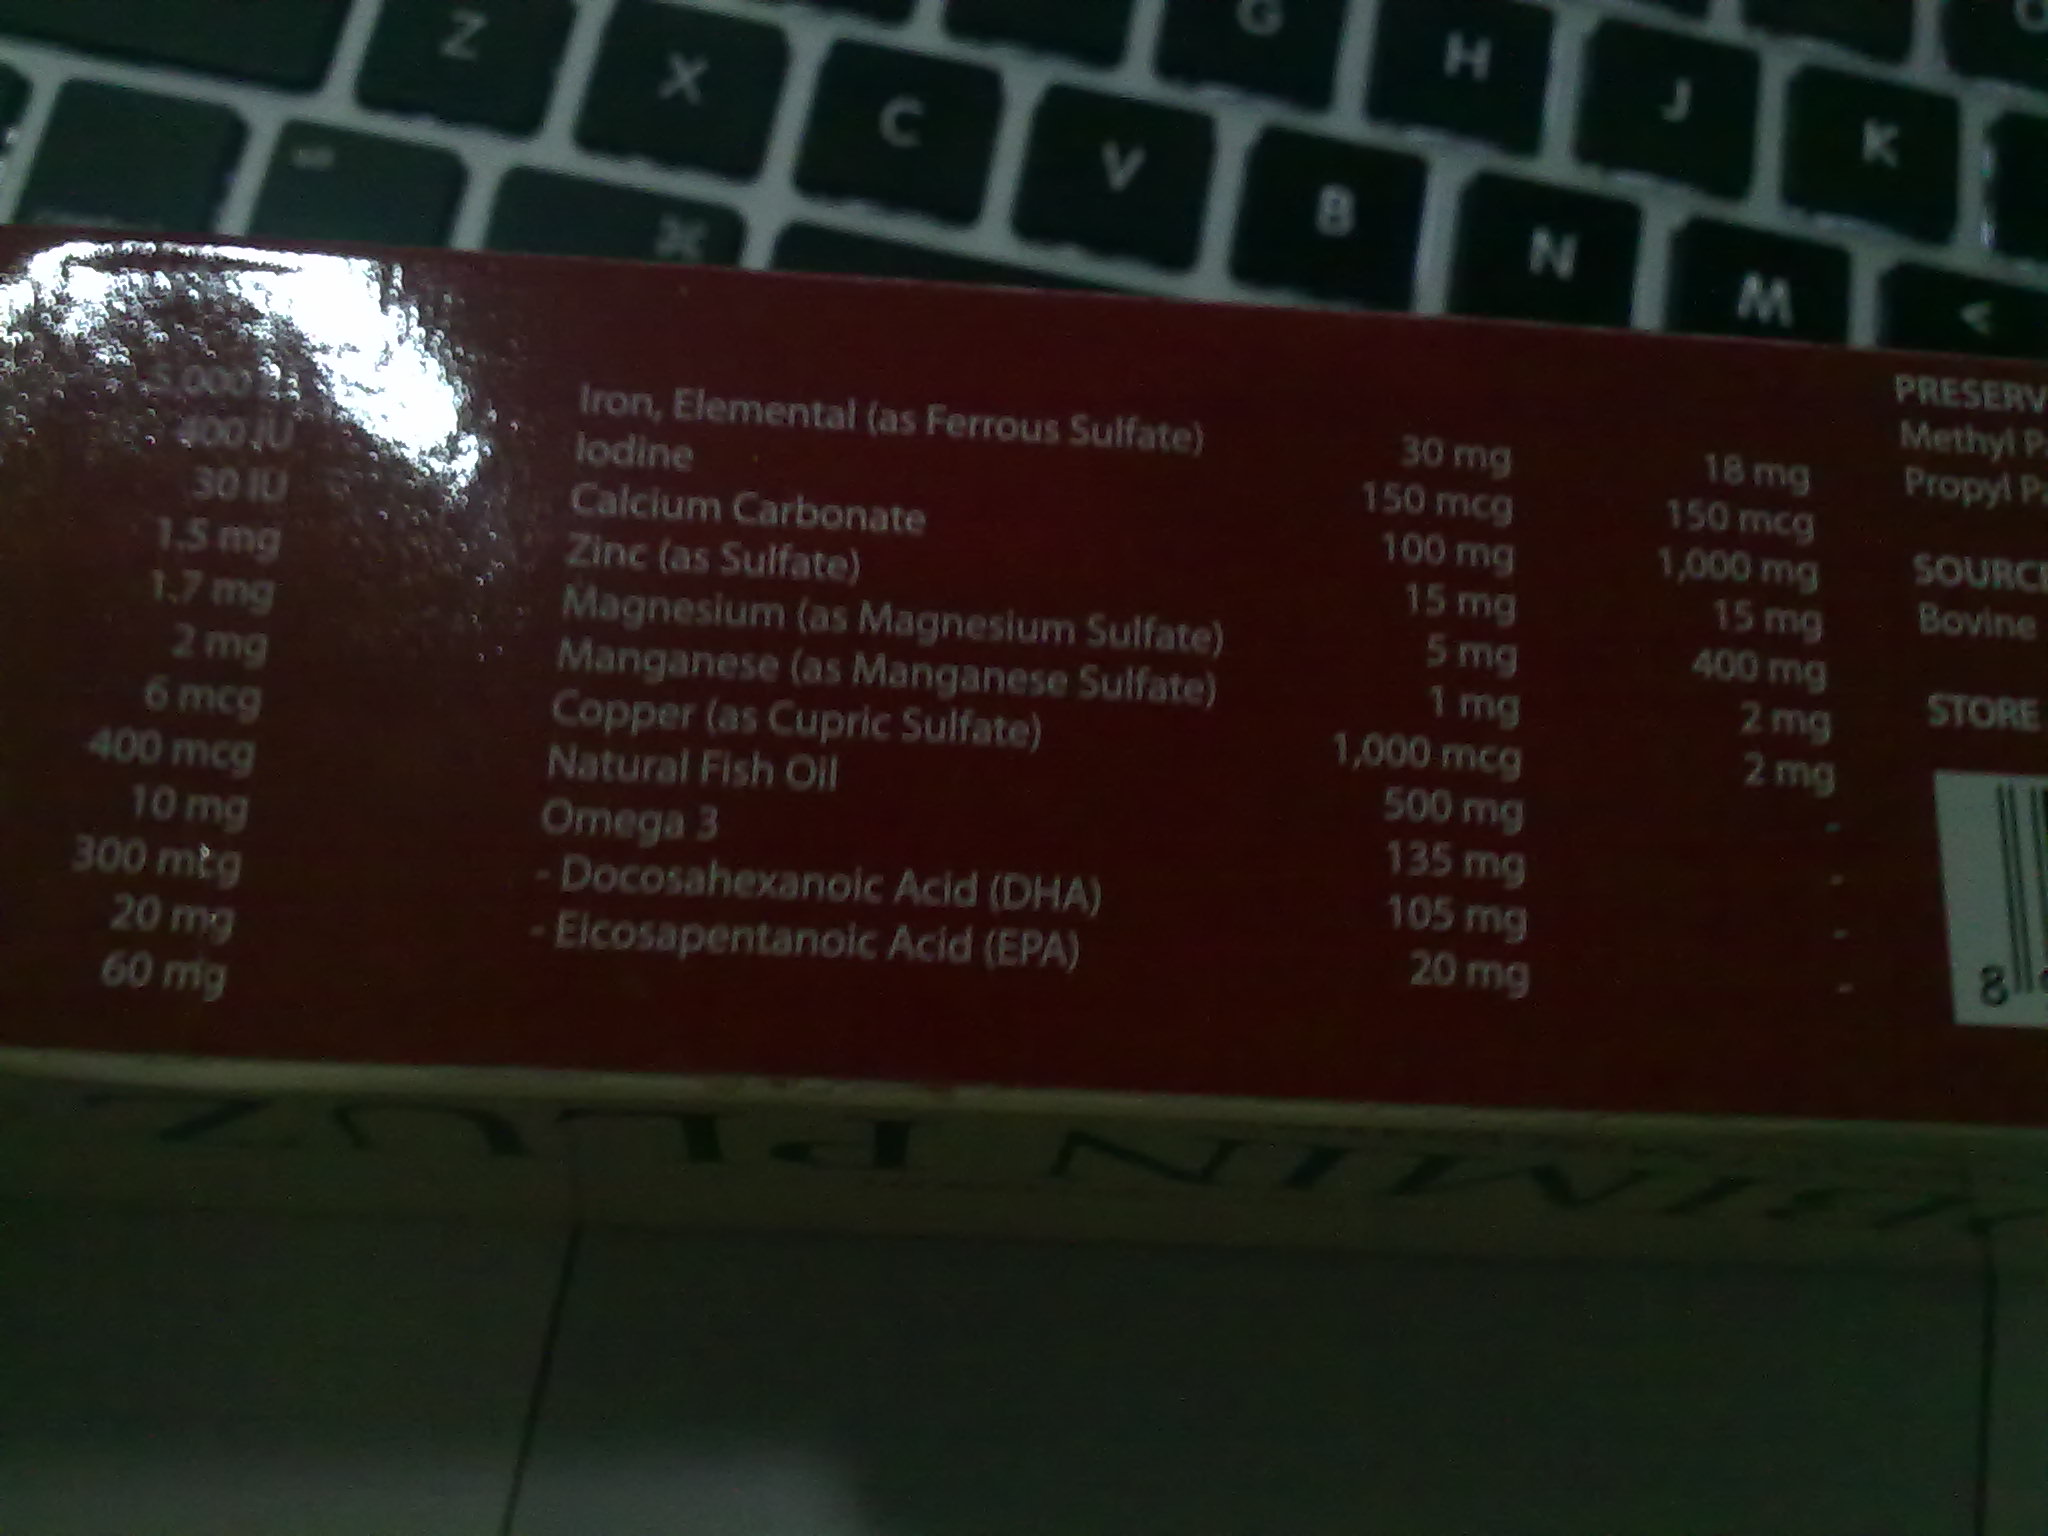 Z X C V B N M <
G H J K
5,000
400 IU
30 IU
1.5 mg
1.7 mg
2 mg
6 mcg
400 mcg
10 mg
300 mcg
20 mg
60 mg
Iron, Elemental (as Ferrous Sulfate) 30 mg 18 mg
Iodine 150 mcg 150 mcg
Calcium Carbonate 100 mg 1,000 mg
Zinc (as Sulfate) 15 mg 15 mg
Magnesium (as Magnesium Sulfate) 5 mg 400 mg
Manganese (as Manganese Sulfate) 1 mg 2 mg
Copper (as Cupric Sulfate) 1,000 mcg 2 mg
Natural Fish Oil 500 mg -
Omega 3 135 mg -
- Docosahexanoic Acid (DHA) 105 mg -
- Eicosapentanoic Acid (EPA) 20 mg -
PRESERV
Methyl P
Propyl P
SOURCE
Bovine
STORE
8